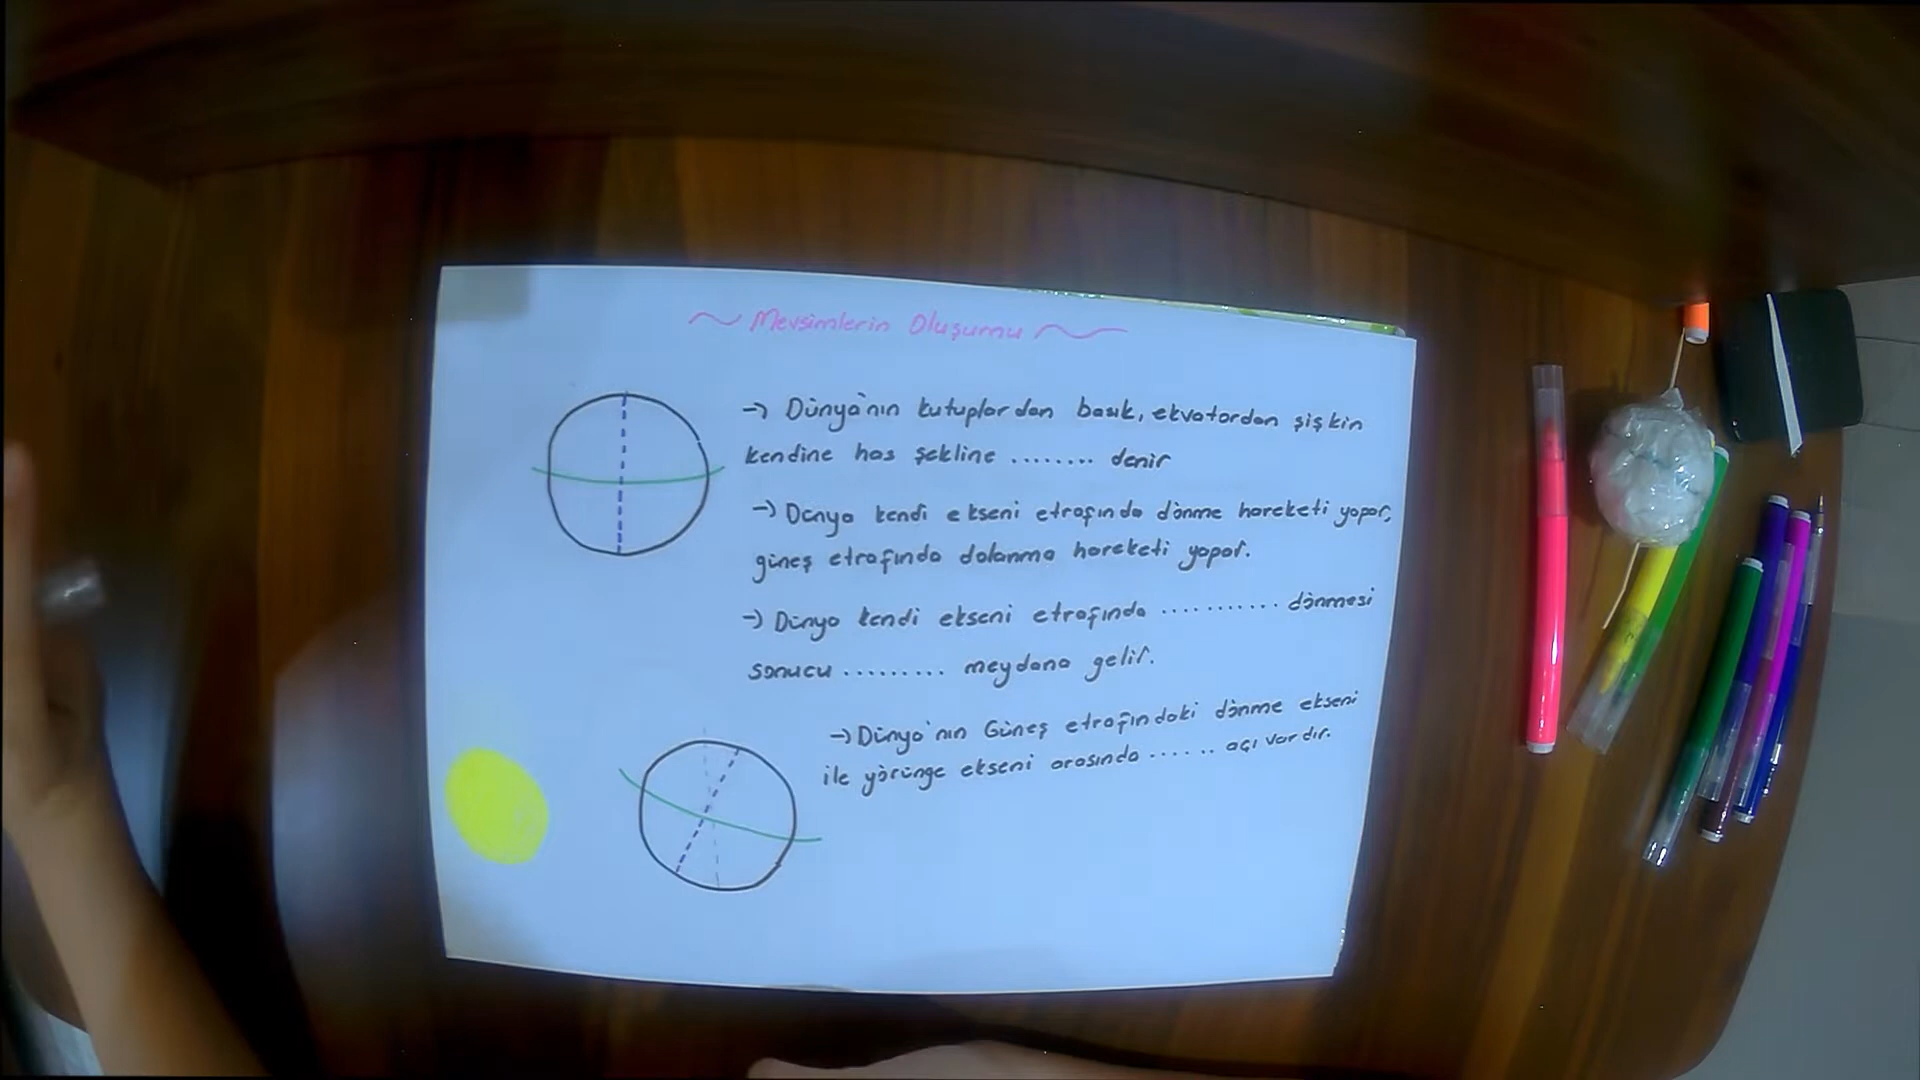 Mevsimlerin Oluşumu
→ Dünya'nın kutuplardan basık, ekvatordan şişkin
kendine has şekline ........ denir
→ Dünya kendi ekseni etrafında dönme hareketi yapar,
güneş etrafında dolanma hareketi yapar.
→ Dünya kendi ekseni etrafında ........... dönmesi
sonucu ......... meydana gelir.
→ Dünya'nın Güneş etrafındaki dönme ekseni
ile yörünge ekseni arasında ...... açı vardır.